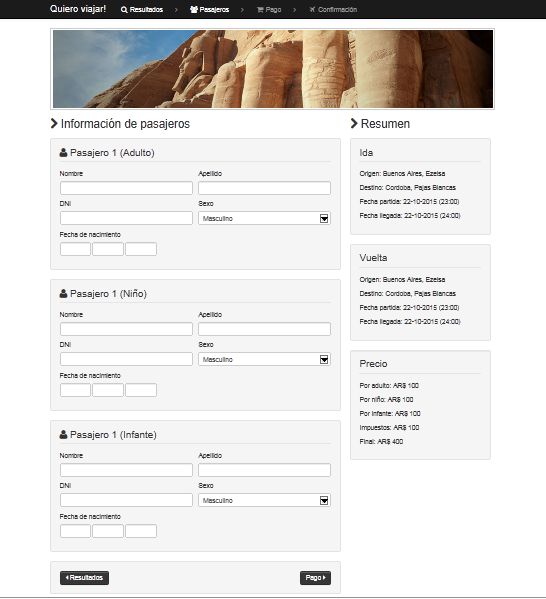 Quiero viajar! Resultados > Pasajeros > Pago > Confirmación
Información de pasajeros
Pasajero 1 (Adulto)
Nombre Apellido
DNI Sexo
Masculino
Fecha de nacimiento
Pasajero 1 (Niño)
Nombre Apellido
DNI Sexo
Masculino
Fecha de nacimiento
Pasajero 1 (Infante)
Nombre Apellido
DNI Sexo
Masculino
Fecha de nacimiento
Resultados Pago
Resumen
Ida
Origen: Buenos Aires, Ezeisa
Destino: Cordoba, Pajas Blancas
Fecha partida: 22-10-2015 (23:00)
Fecha llegada: 22-10-2015 (24:00)
Vuelta
Origen: Buenos Aires, Ezeisa
Destino: Cordoba, Pajas Blancas
Fecha partida: 22-10-2015 (23:00)
Fecha llegada: 22-10-2015 (24:00)
Precio
Por adulto: AR$ 100
Por niño: AR$ 100
Por infante: AR$ 100
Impuestos: AR$ 100
Final: AR$ 400